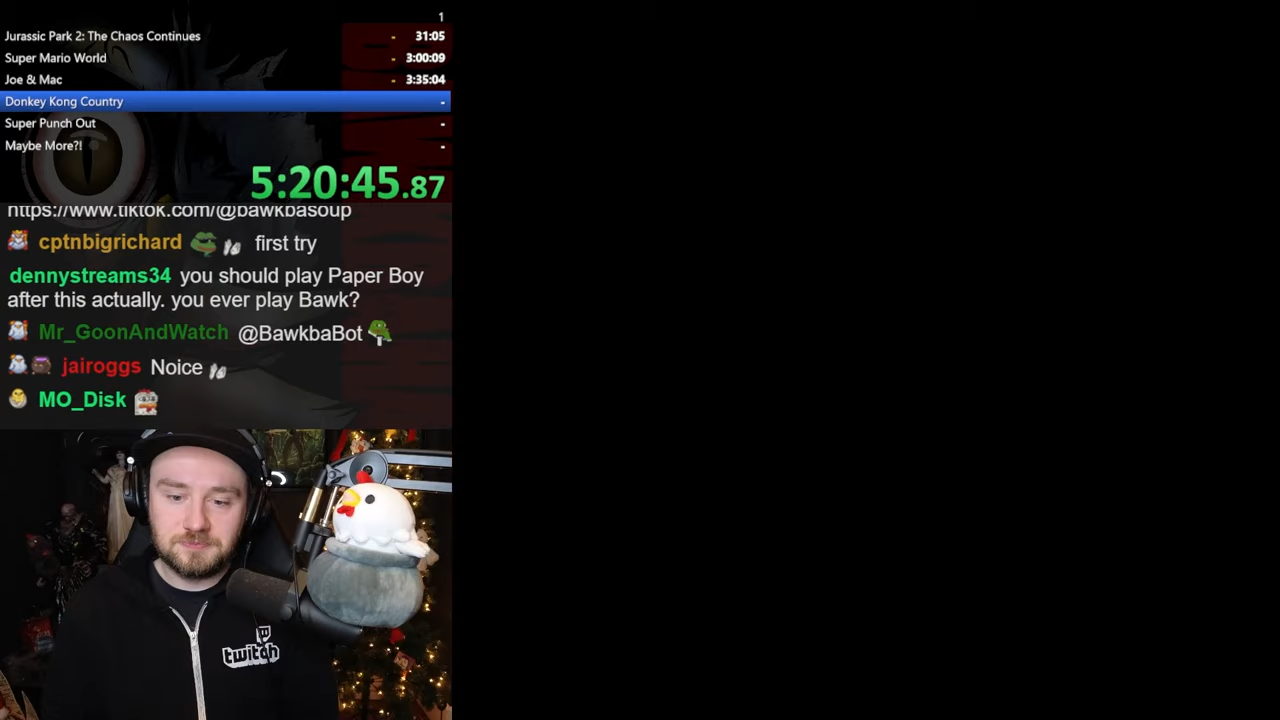 1
Jurassic Park 2: The Chaos Continues - 31:05
Super Mario World - 3:00:09
Joe & Mac - 3:35:04
Donkey Kong Country -
Super Punch Out -
Maybe More?! -
5:20:45.87
https://www.tiktok.com/@bawkbasoup
cptnbigrichard first try
dennystreams34 you should play Paper Boy
after this actually. you ever play Bawk?
Mr_GoonAndWatch @BawkbaBot
jairoggs Noice
MO_Disk
twitch